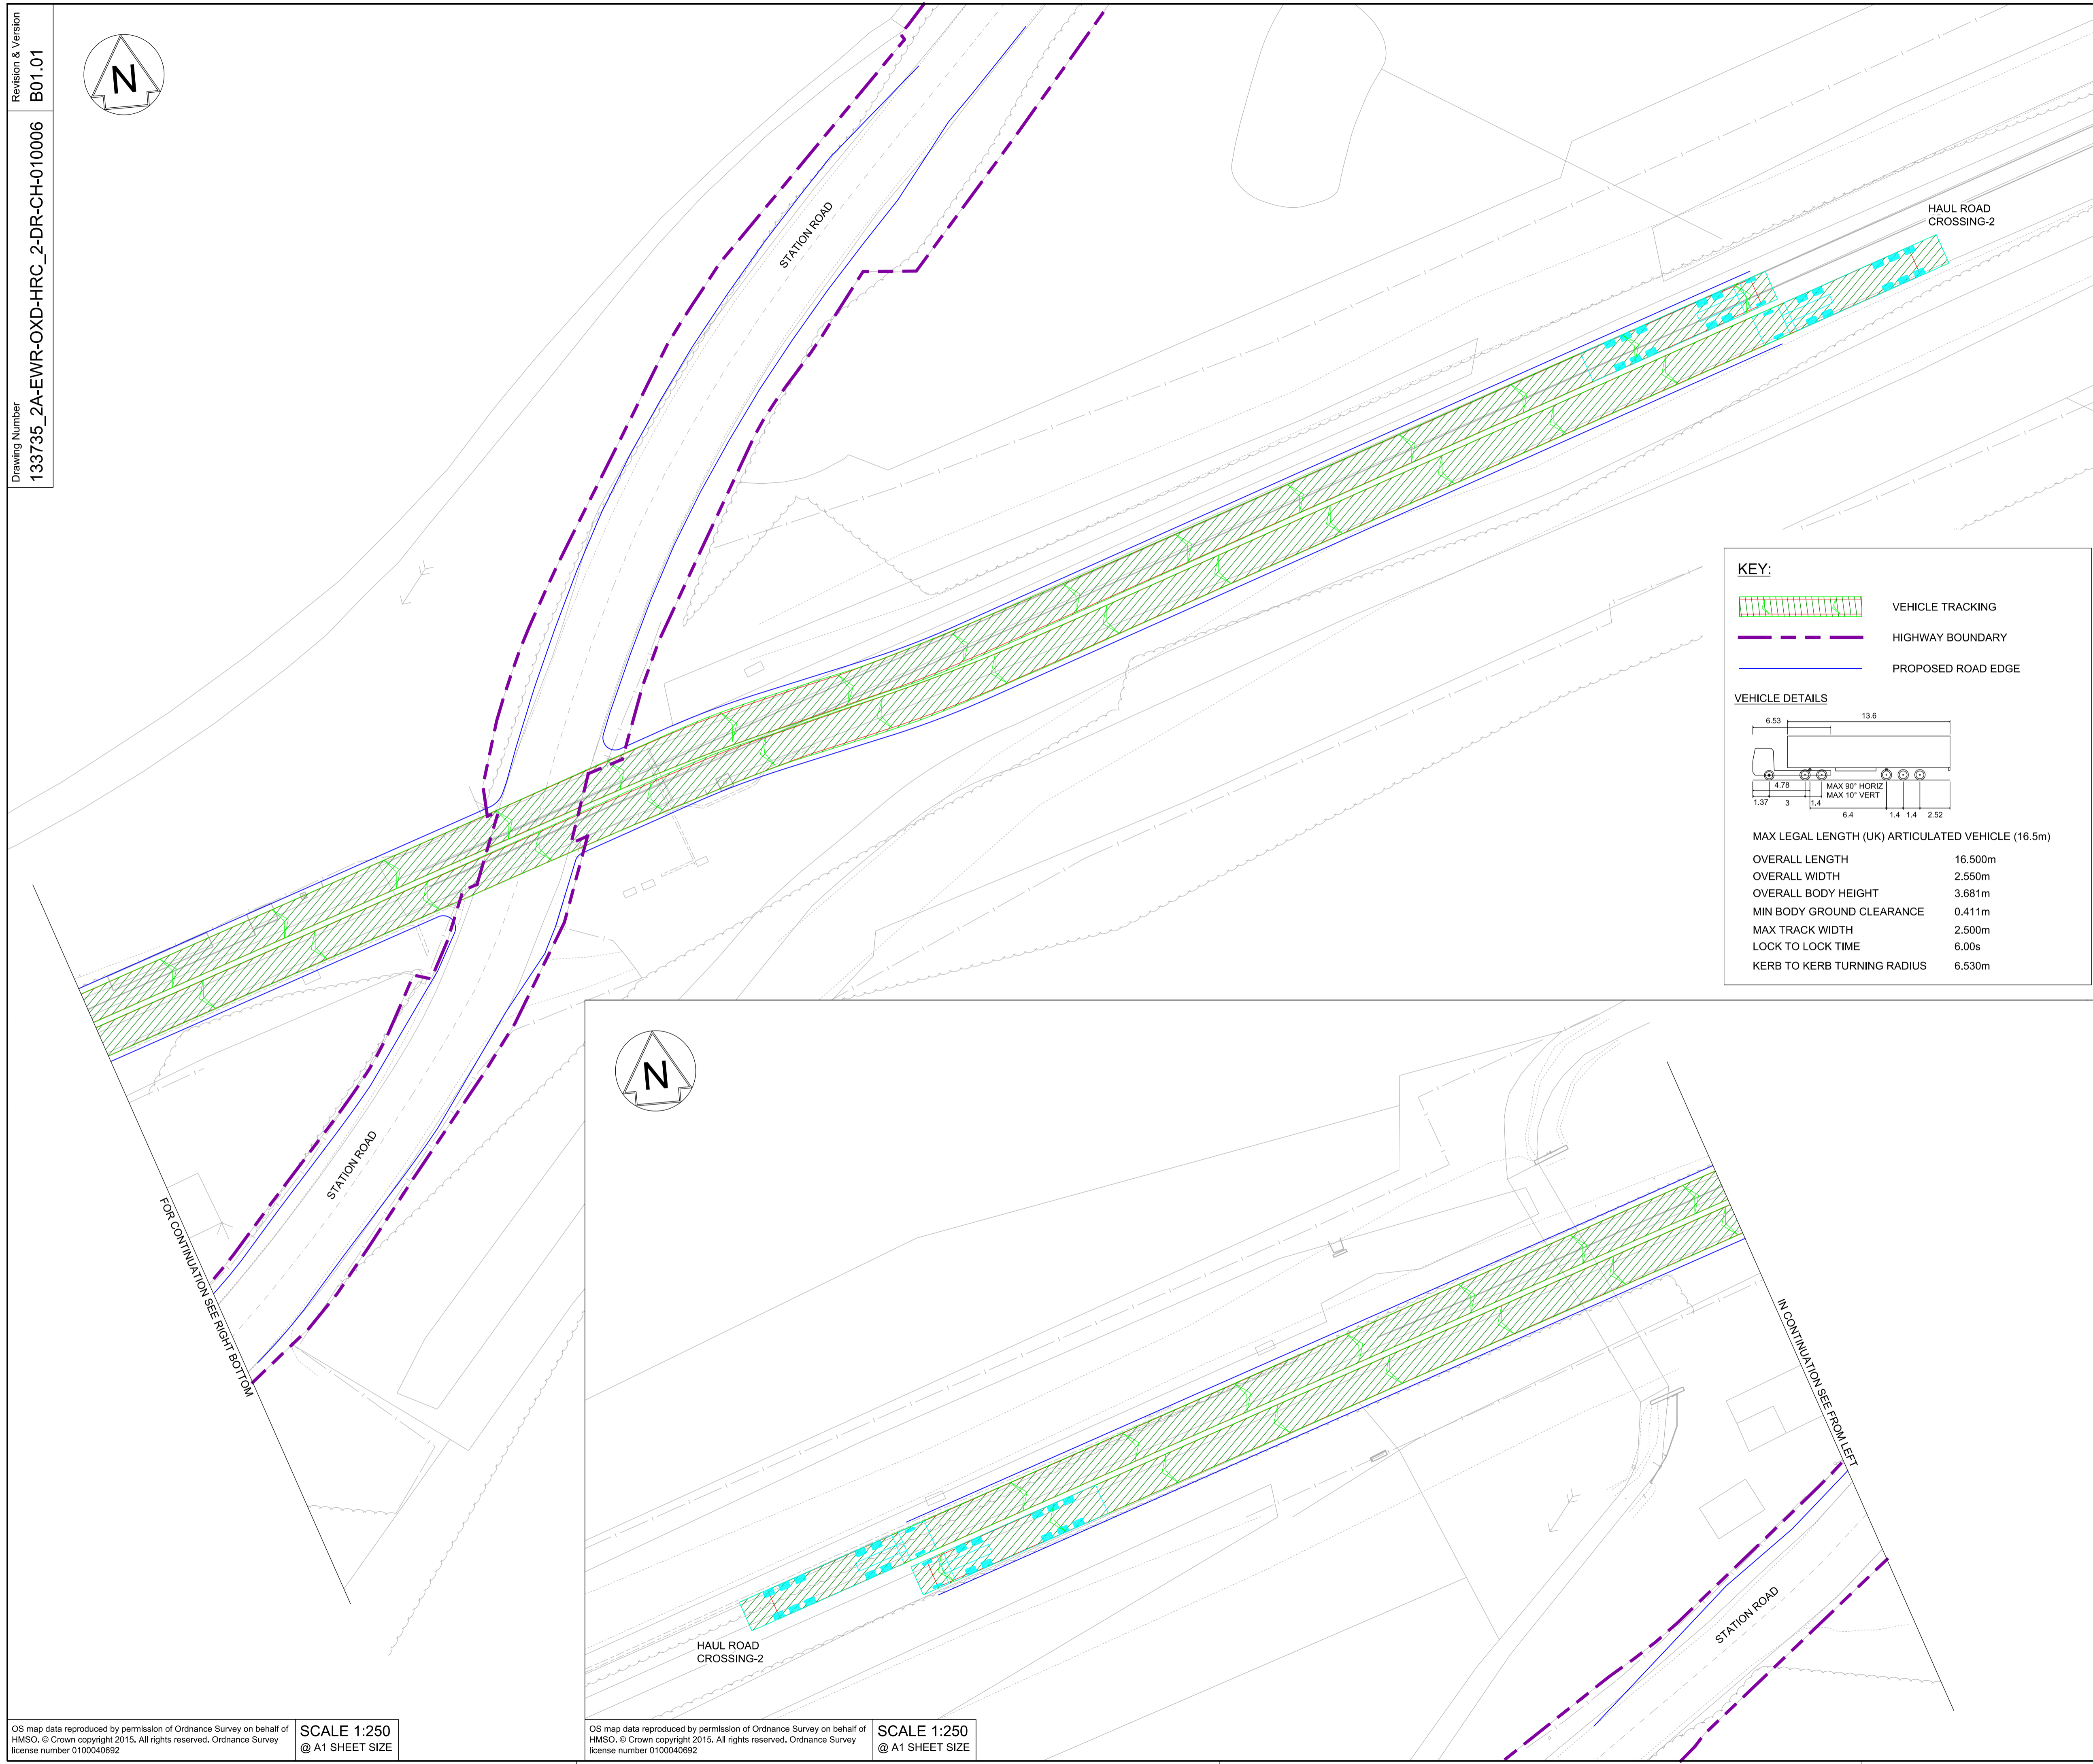 Revision & Version
B01.01
Drawing Number
133735_2A-EWR-OXD-HRC_2-DR-CH-010006
N
STATION ROAD
HAUL ROAD
CROSSING-2
KEY:
VEHICLE TRACKING
HIGHWAY BOUNDARY
PROPOSED ROAD EDGE
VEHICLE DETAILS
6.53
13.6
4.78
MAX 90° HORIZ
MAX 10° VERT
1.37
3
1.4
6.4
1.4
1.4
2.52
MAX LEGAL LENGTH (UK) ARTICULATED VEHICLE (16.5m)
OVERALL LENGTH 16.500m
OVERALL WIDTH 2.550m
OVERALL BODY HEIGHT 3.681m
MIN BODY GROUND CLEARANCE 0.411m
MAX TRACK WIDTH 2.500m
LOCK TO LOCK TIME 6.00s
KERB TO KERB TURNING RADIUS 6.530m
STATION ROAD
FOR CONTINUATION SEE RIGHT BOTTOM
N
IN CONTINUATION SEE FROM LEFT
STATION ROAD
HAUL ROAD
CROSSING-2
OS map data reproduced by permission of Ordnance Survey on behalf of
HMSO. © Crown copyright 2015. All rights reserved. Ordnance Survey
license number 0100040692
SCALE 1:250
@ A1 SHEET SIZE
OS map data reproduced by permission of Ordnance Survey on behalf of
HMSO. © Crown copyright 2015. All rights reserved. Ordnance Survey
license number 0100040692
SCALE 1:250
@ A1 SHEET SIZE